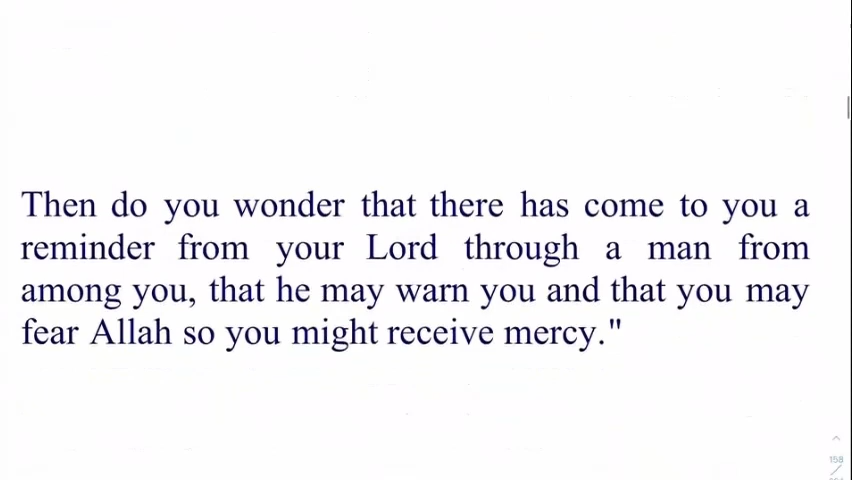 Then do you wonder that there has come to you a
reminder from your Lord through a man from
among you, that he may warn you and that you may
fear Allah so you might receive mercy."
158